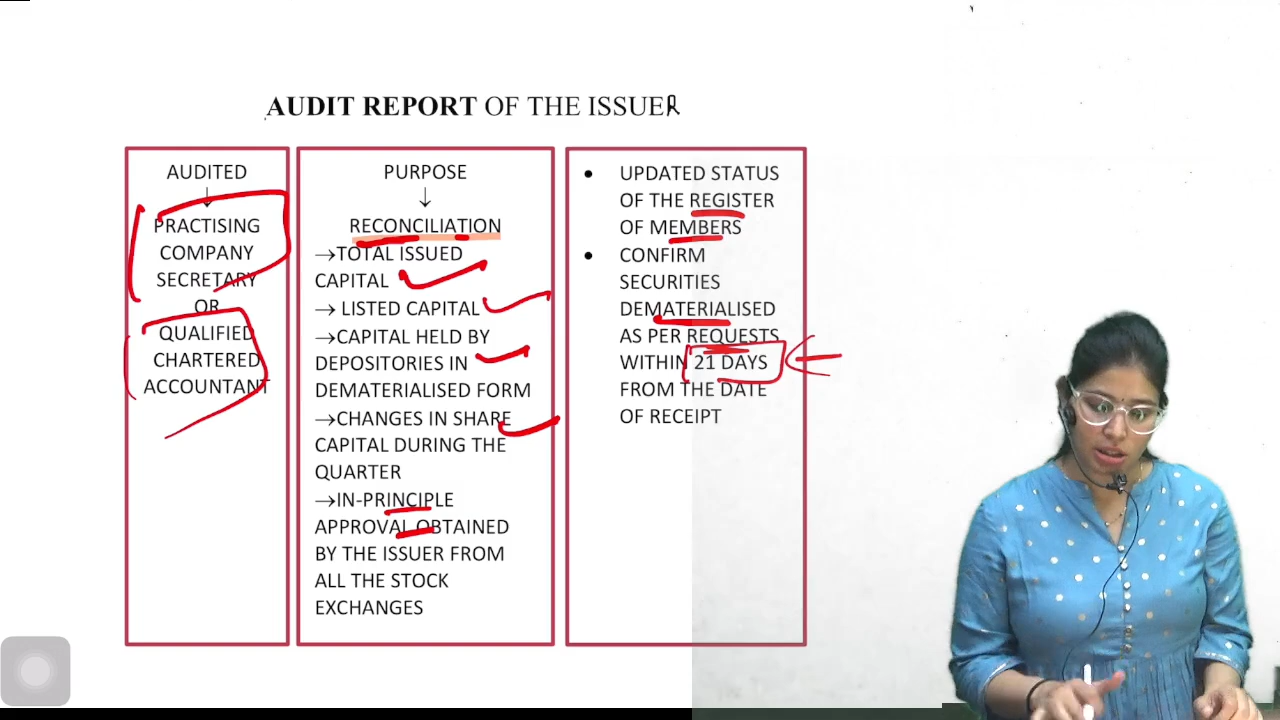 AUDIT REPORT OF THE ISSUER
AUDITED
↓
PRACTISING
COMPANY
SECRETARY
OR
QUALIFIED
CHARTERED
ACCOUNTANT
PURPOSE
↓
RECONCILIATION
→TOTAL ISSUED
CAPITAL
→ LISTED CAPITAL
→CAPITAL HELD BY
DEPOSITORIES IN
DEMATERIALISED FORM
→CHANGES IN SHARE
CAPITAL DURING THE
QUARTER
→IN-PRINCIPLE
APPROVAL OBTAINED
BY THE ISSUER FROM
ALL THE STOCK
EXCHANGES
• UPDATED STATUS
OF THE REGISTER
OF MEMBERS
• CONFIRM
SECURITIES
DEMATERIALISED
AS PER REQUESTS
WITHIN 21 DAYS
FROM THE DATE
OF RECEIPT